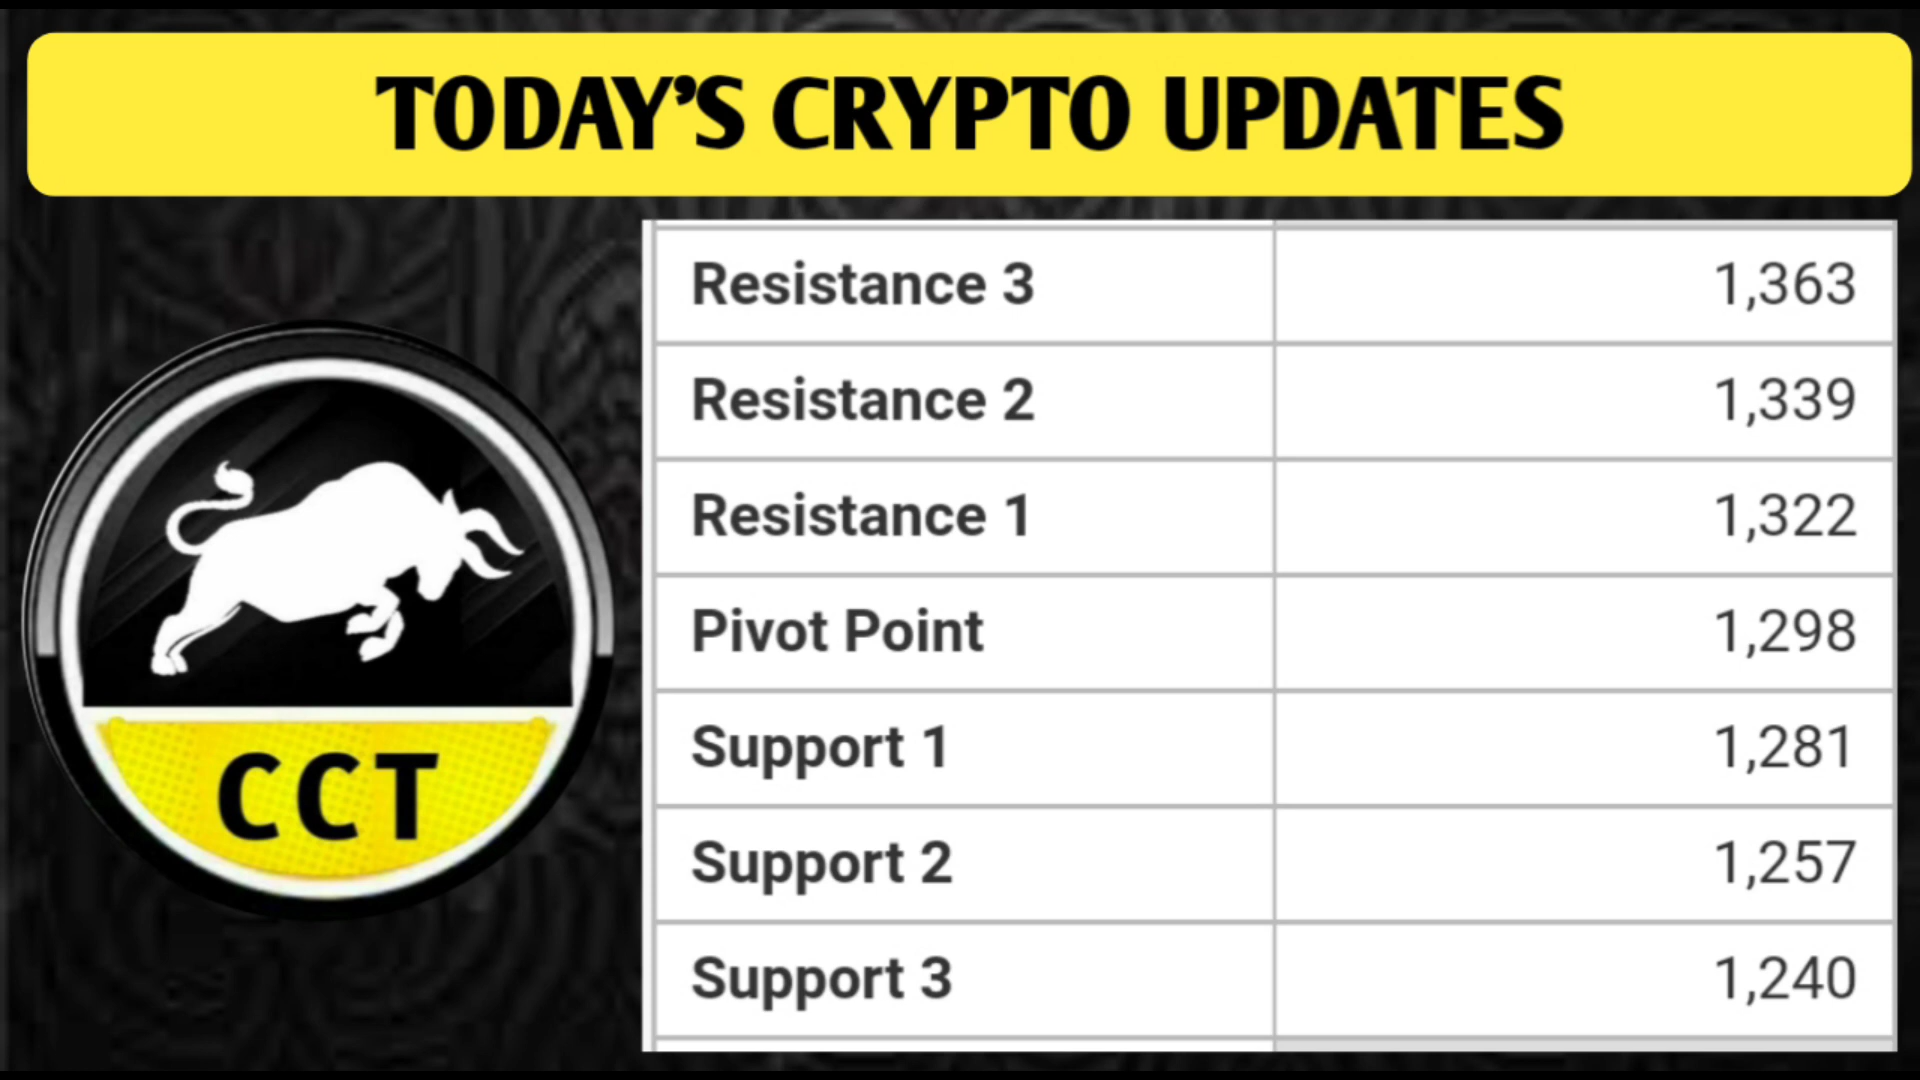 TODAY'S CRYPTO UPDATES
Resistance 3 1,363
Resistance 2 1,339
Resistance 1 1,322
Pivot Point 1,298
Support 1 1,281
Support 2 1,257
Support 3 1,240
CCT